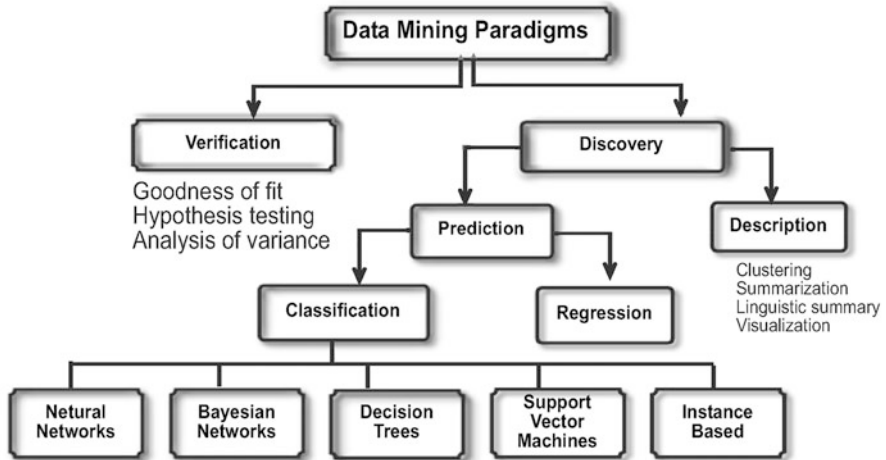 Data Mining Paradigms
Verification
Goodness of fit
Hypothesis testing
Analysis of variance
Discovery
Prediction
Description
Clustering
Summarization
Linguistic summary
Visualization
Classification
Regression
Netural
Networks
Bayesian
Networks
Decision
Trees
Support
Vector
Machines
Instance
Based